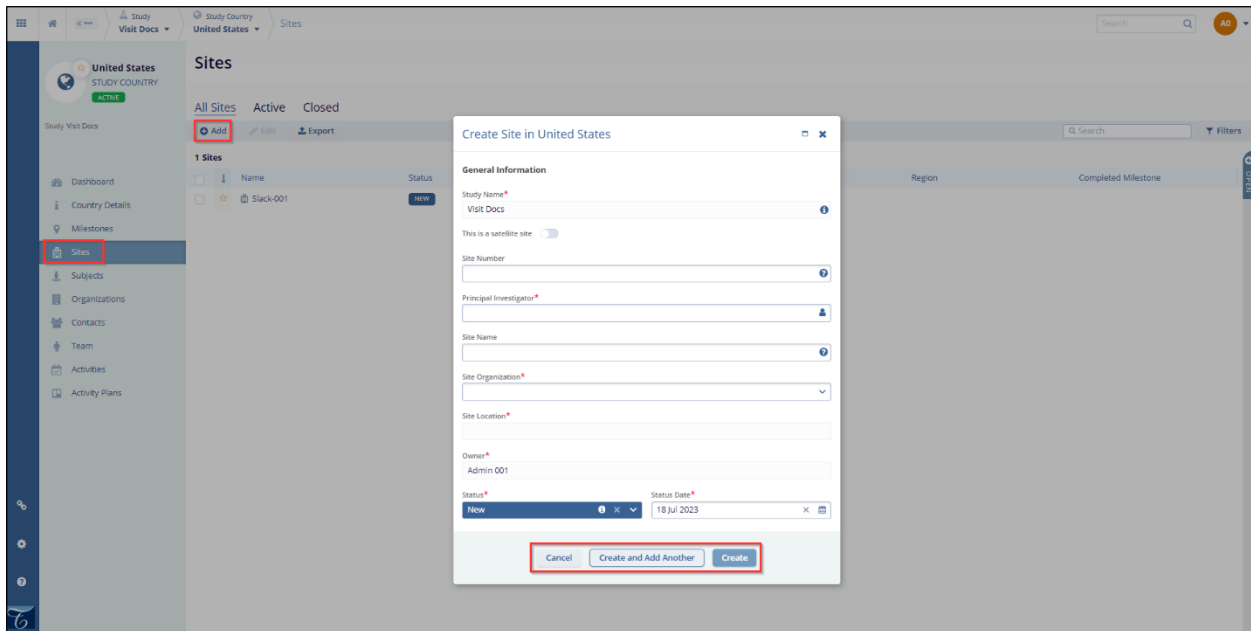 Study
Visit Docs
Study Country
United States
Sites
Search
AO
United States
STUDY COUNTRY
ACTIVE
Study Visit Docs
Dashboard
Country Details
Milestones
Sites
Subjects
Organizations
Contacts
Team
Activities
Activity Plans
Sites
All Sites Active Closed
Add Edit Export
Search
Filters
1 Sites
Name Status Region Completed Milestone
Slack-001 NEW
OPEN
Create Site in United States
General Information
Study Name*
Visit Docs
This is a satellite site
Site Number
Principal Investigator*
Site Name
Site Organization*
Site Location*
Owner*
Admin 001
Status* Status Date*
New 18 Jul 2023
Cancel Create and Add Another Create